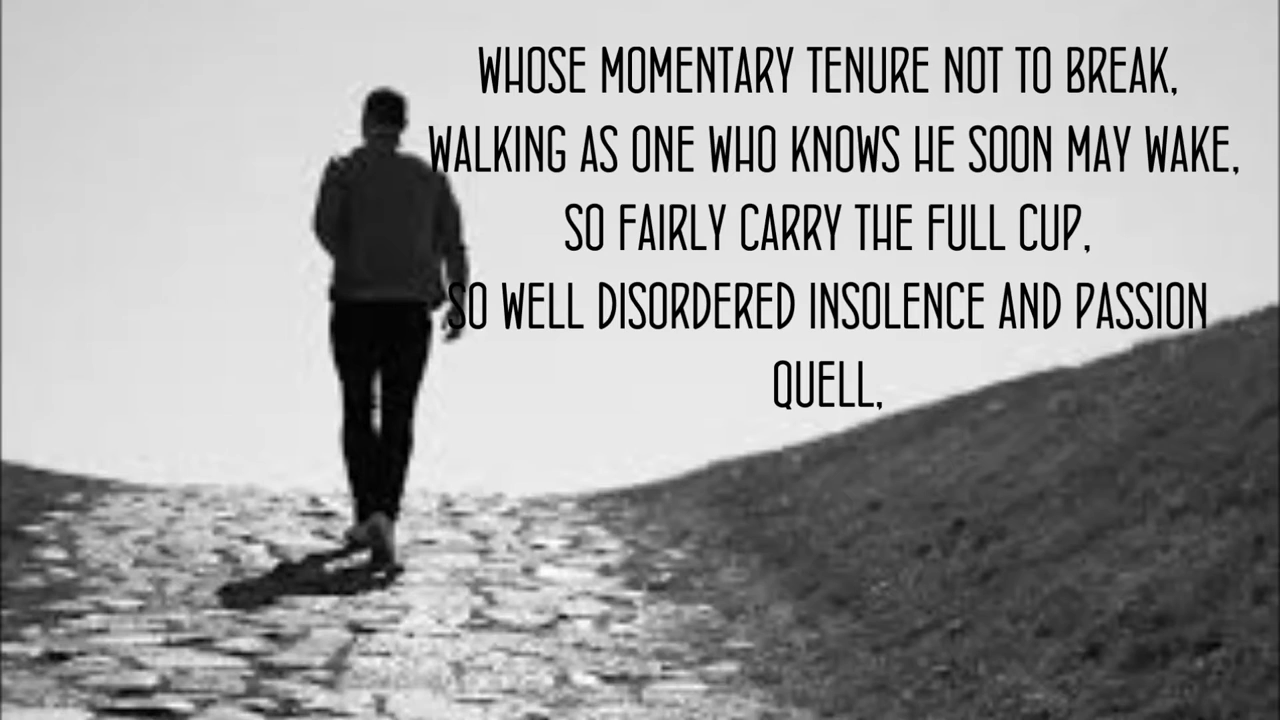 WHOSE MOMENTARY TENURE NOT TO BREAK,
WALKING AS ONE WHO KNOWS HE SOON MAY WAKE,
SO FAIRLY CARRY THE FULL CUP,
SO WELL DISORDERED INSOLENCE AND PASSION
QUELL,